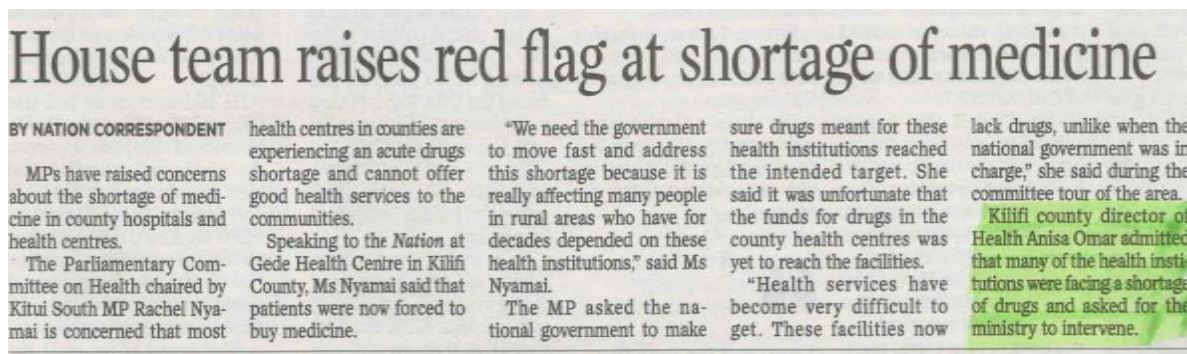 House team raises red flag at shortage of medicine
BY NATION CORRESPONDENT
MPs have raised concerns
about the shortage of medi-
cine in county hospitals and
health centres.
The Parliamentary Com-
mittee on Health chaired by
Kitui South MP Rachel Nya-
mai is concerned that most
health centres in counties are
experiencing an acute drugs
shortage and cannot offer
good health services to the
communities.
Speaking to the Nation at
Gede Health Centre in Kilifi
County, Ms Nyamai said that
patients were now forced to
buy medicine.
"We need the government
to move fast and address
this shortage because it is
really affecting many people
in rural areas who have for
decades depended on these
health institutions," said Ms
Nyamai.
The MP asked the na-
tional government to make
sure drugs meant for these
health institutions reached
the intended target. She
said it was unfortunate that
the funds for drugs in the
county health centres was
yet to reach the facilities.
"Health services have
become very difficult to
get. These facilities now
lack drugs, unlike when the
national government was in
charge," she said during the
committee tour of the area.
Kilifi county director of
Health Anisa Omar admitted
that many of the health insti-
tutions were facing a shortage
of drugs and asked for the
ministry to intervene.